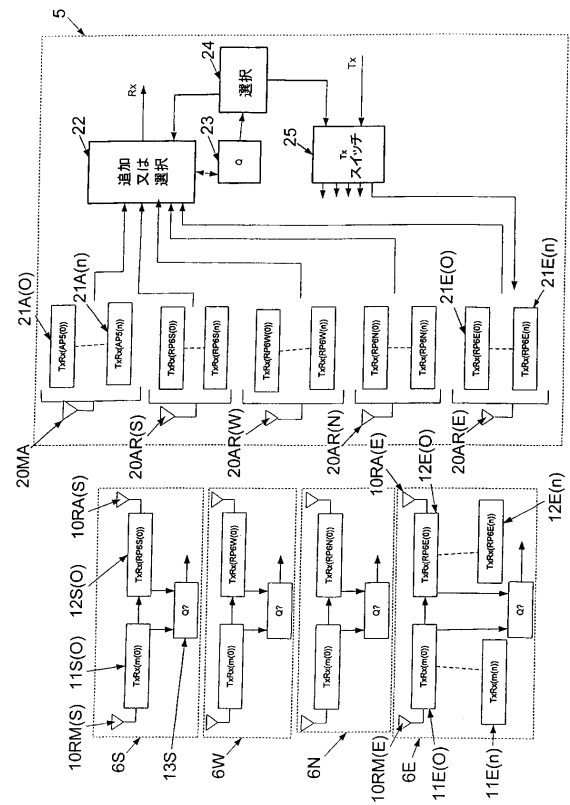 5
21A(O)
21A(n)
22
追加
又は
選択
Rx
24
選択
23
Q
25
Tx
スイッチ
Tx
TxRx(AP5(0))
TxRx(AP5(n))
TxRx(RP6S(0))
TxRx(RP6S(n))
TxRx(RP6W(0))
TxRx(RP6W(n))
TxRx(RP6N(0))
TxRx(RP6N(n))
21E(O)
TxRx(RP6E(0))
TxRx(RP6E(n))
21E(n)
20MA
20AR(S)
20AR(W)
20AR(N)
20AR(E)
10RM(S)
11S(O)
12S(O)
10RA(S)
TxRx(m(0))
TxRx(RP6S(0))
Q?
6S
13S
TxRx(m(0))
TxRx(RP6W(0))
Q?
6W
TxRx(m(0))
TxRx(RP6N(0))
Q?
6N
10RA(E)
12E(O)
TxRx(m(0))
TxRx(RP6E(0))
TxRx(m(n))
TxRx(RP6E(n))
Q?
12E(n)
10RM(E)
6E
11E(O)
11E(n)